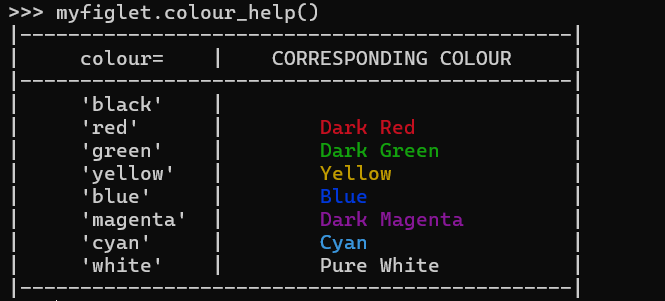 >>> myfiglet.colour_help()
|----------------------------------------------|
|     colour=    |    CORRESPONDING COLOUR     |
|----------------------------------------------|
|     'black'    |
|     'red'      |        Dark Red             |
|     'green'    |        Dark Green           |
|     'yellow'   |        Yellow               |
|     'blue'     |        Blue                 |
|     'magenta'  |        Dark Magenta         |
|     'cyan'     |        Cyan                 |
|     'white'    |        Pure White           |
|----------------------------------------------|